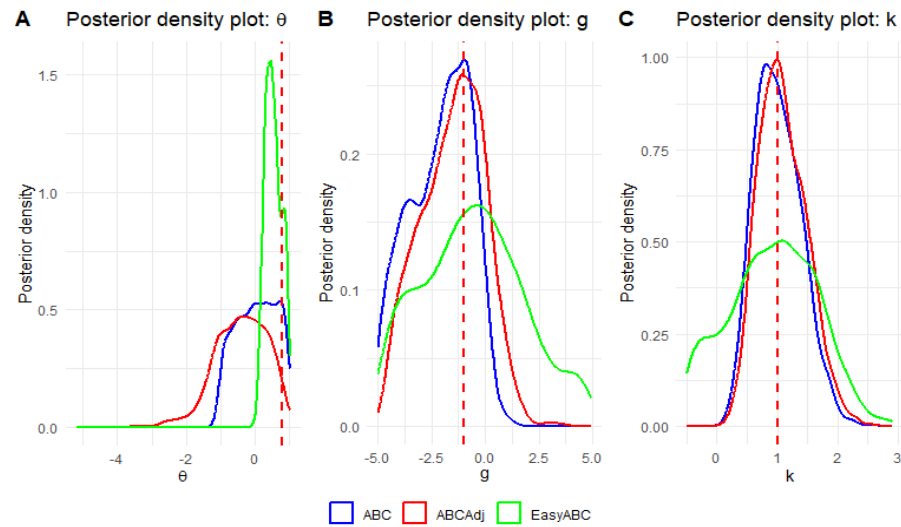 A Posterior density plot: θ
Posterior density
1.5
1.0
0.5
0.0
-4 -2 0
θ
B Posterior density plot: g
Posterior density
0.2
0.1
0.0
-5.0 -2.5 0.0 2.5 5.0
g
C Posterior density plot: k
Posterior density
1.00
0.75
0.50
0.25
0.00
0 1 2 3
k
ABC ABCAdj EasyABC